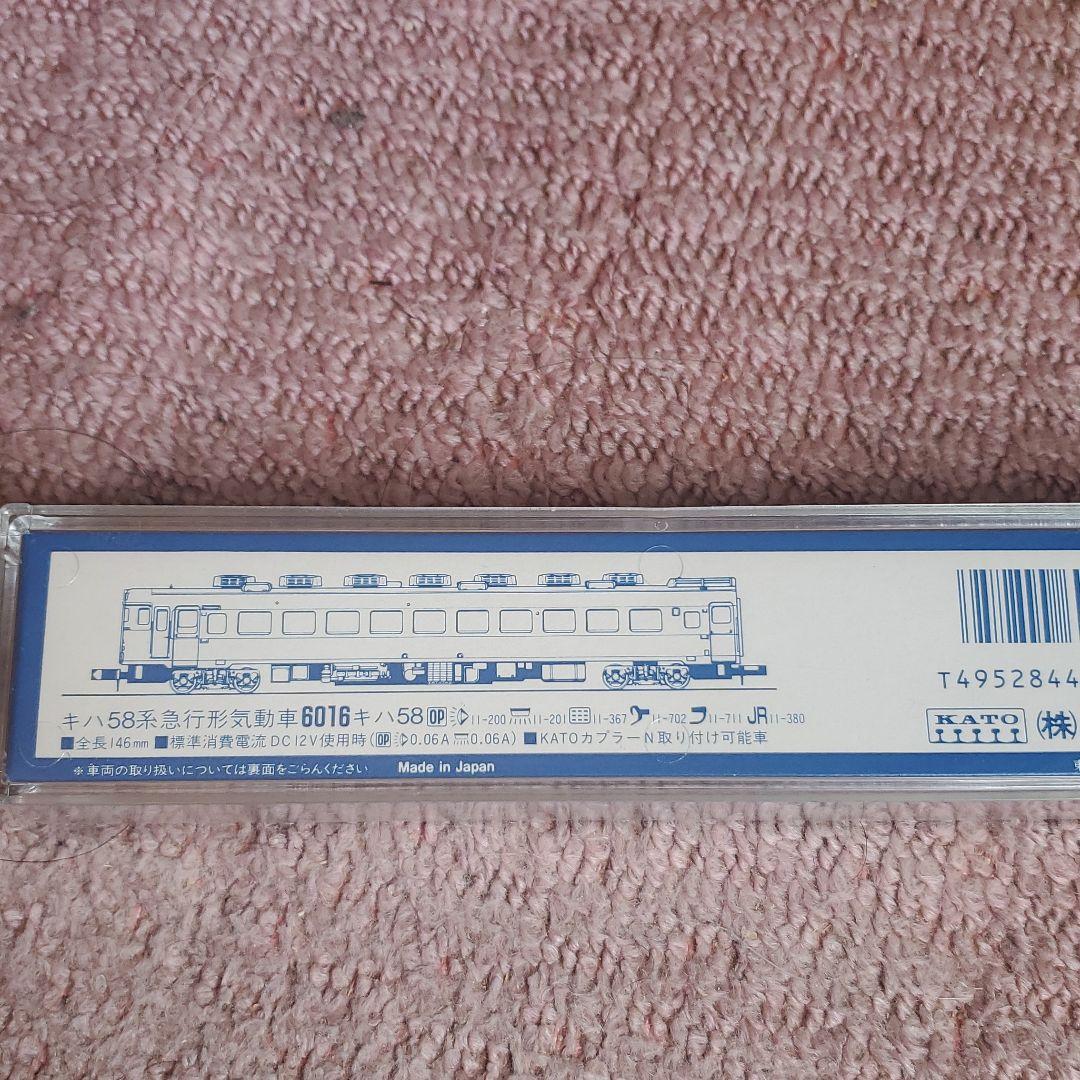 T4952844
キハ58系急行形気動車6016キハ58 OP 11-200 11-201 11-367 11-702 11-711 JR11-380
KATO (株)
■全長146mm ■標準消費電流DC12V使用時(OP 0.06A 0.06A) ■KATOカプラーN取り付け可能車
※車両の取り扱いについては裏面をごらんください Made in Japan